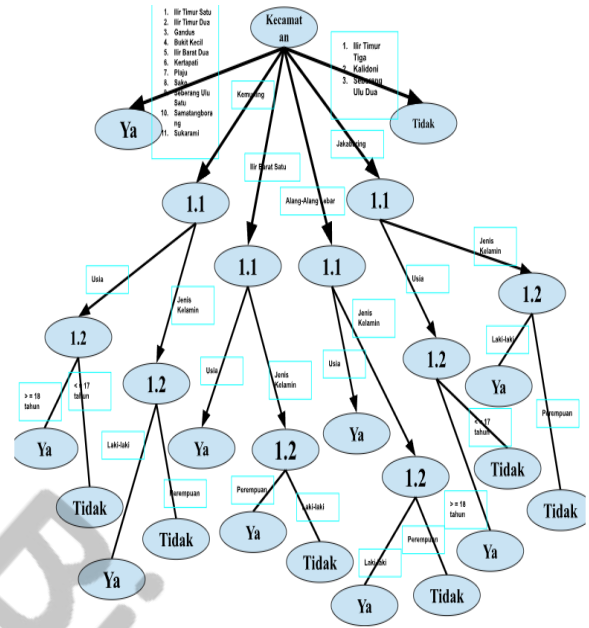 1. Ilir Timur Satu
2. Ilir Timur Dua
3. Gandus
4. Bukit Kecil
5. Ilir Barat Dua
6. Kertapati
7. Plaju
8. Sako
9. Seberang Ulu
Satu
10. Samatangbora
ng
11. Sukarami
Kecamat
an
1. Ilir Timur
Tiga
2. Kalidoni
3. Seberang
Ulu Dua
Ya
Tidak
Kemuning
Ilir Barat Satu
Alang-Alang Lebar
Jakabaring
1.1
1.1
1.1
1.1
Usia
Jenis
Kelamin
Usia
Jenis
Kelamin
Usia
Jenis
Kelamin
Usia
Jenis
Kelamin
1.2
1.2
1.2
1.2
1.2
1.2
> = 18
tahun
< = 17
tahun
Ya
Tidak
Laki-laki
Perempuan
Ya
Tidak
Ya
Perempuan
Laki-laki
Ya
Tidak
Ya
Laki-laki
Perempuan
Ya
Tidak
< = 17
tahun
> = 18
tahun
Tidak
Ya
Laki-laki
Perempuan
Ya
Tidak